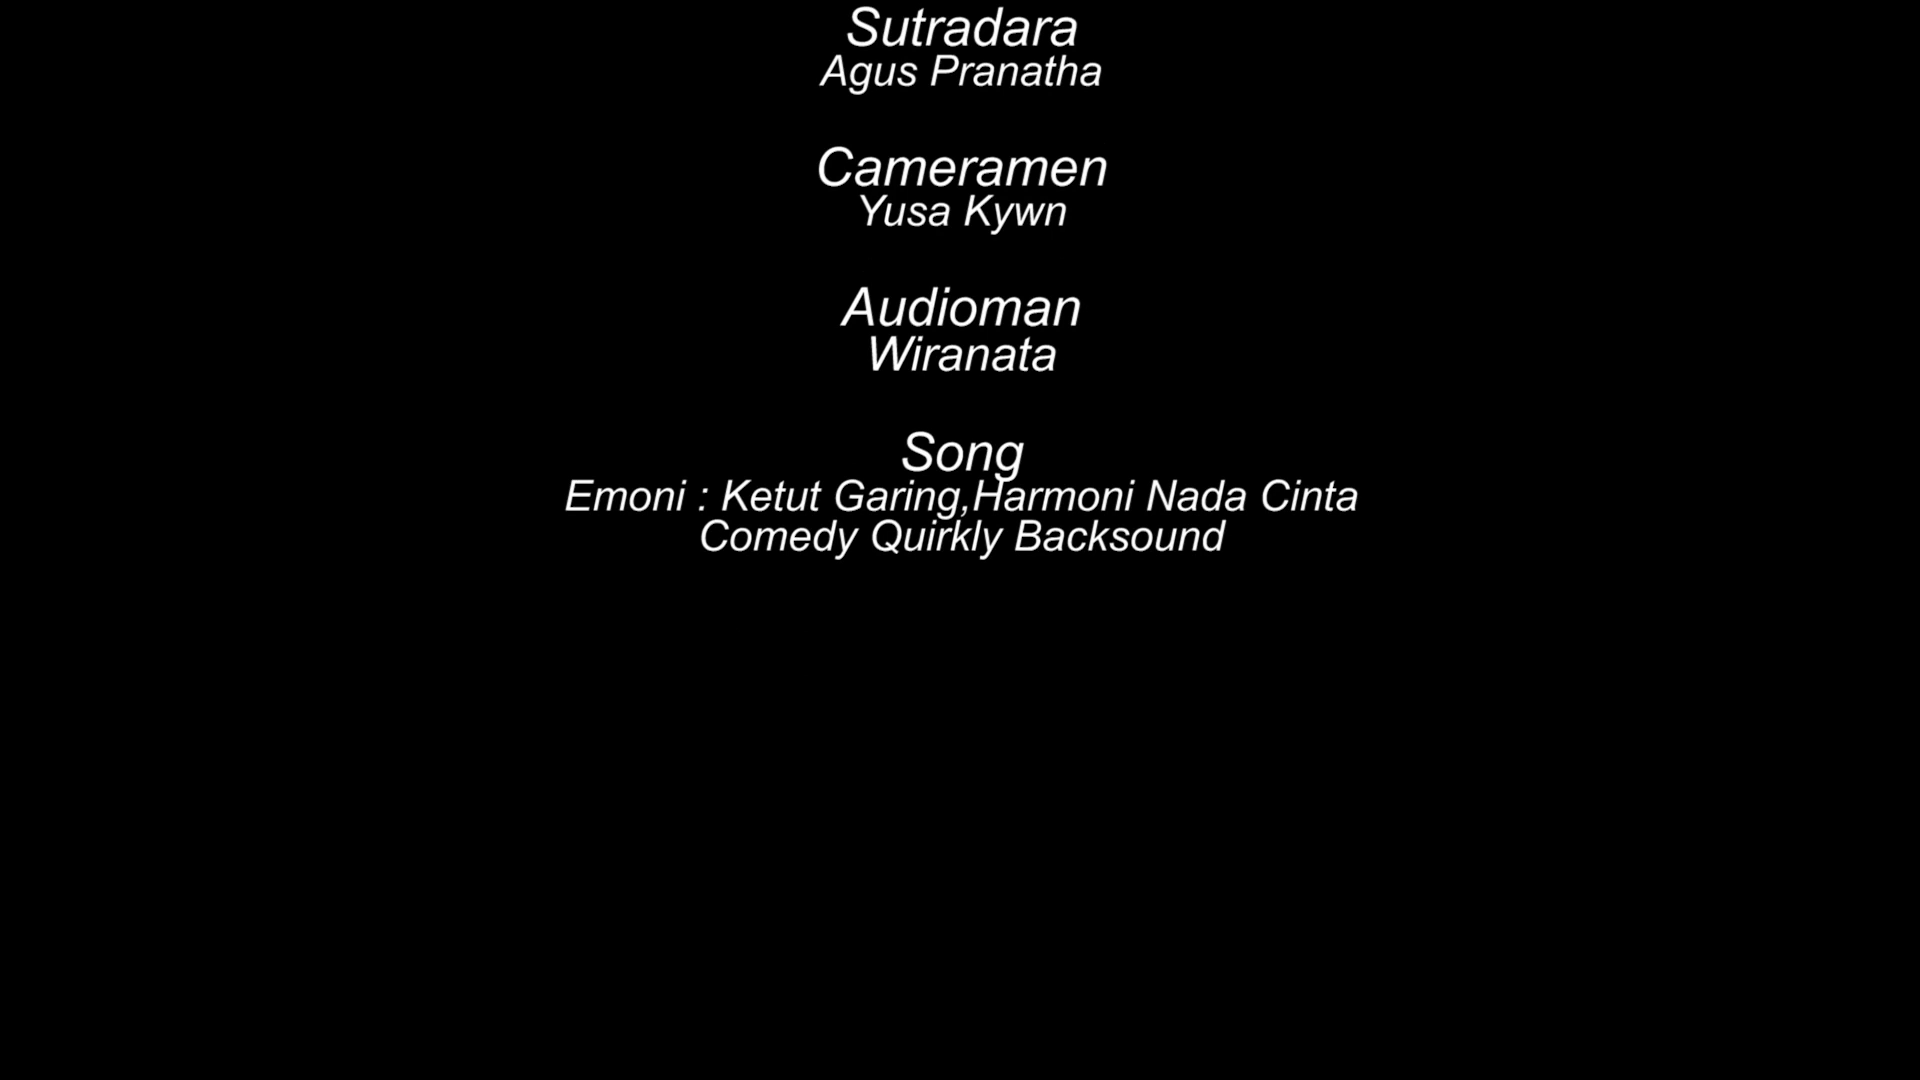 Sutradara
Agus Pranatha
Cameramen
Yusa Kywn
Audioman
Wiranata
Song
Emoni : Ketut Garing,Harmoni Nada Cinta
Comedy Quirkly Backsound